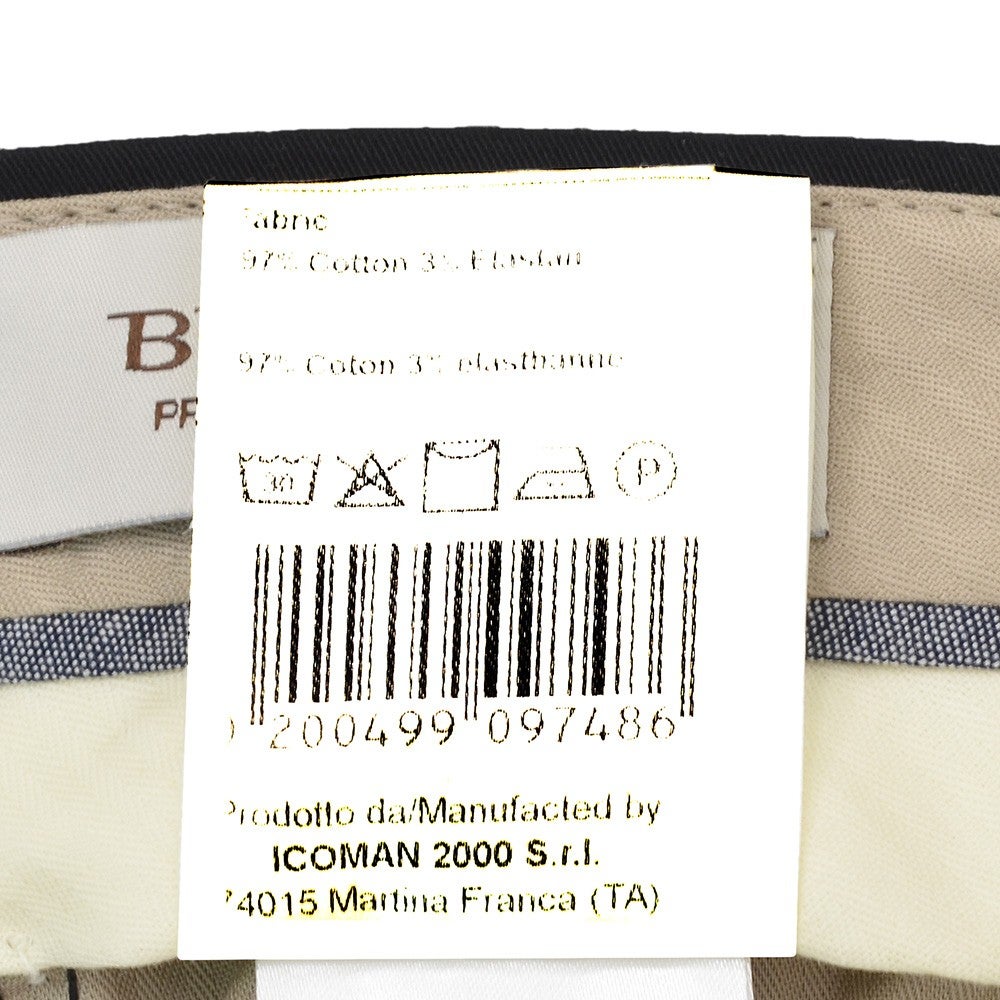 Fabric
97% Cotton 3% Elastan
97% Coton 3% elasthanne
30
P
200499 097486
Prodotto da/Manufacted by
ICOMAN 2000 S.r.l.
74015 Martina Franca (TA)